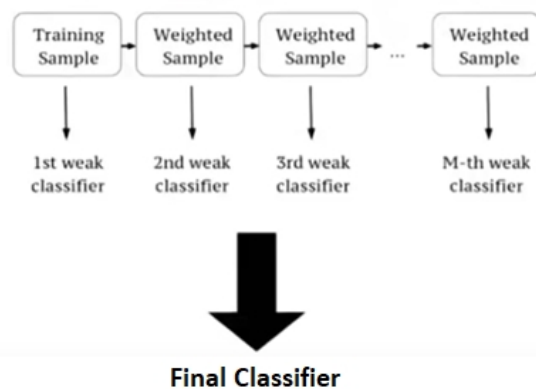 Training
Sample
Weighted
Sample
Weighted
Sample
...
Weighted
Sample
1st weak
classifier
2nd weak
classifier
3rd weak
classifier
M-th weak
classifier
Final Classifier